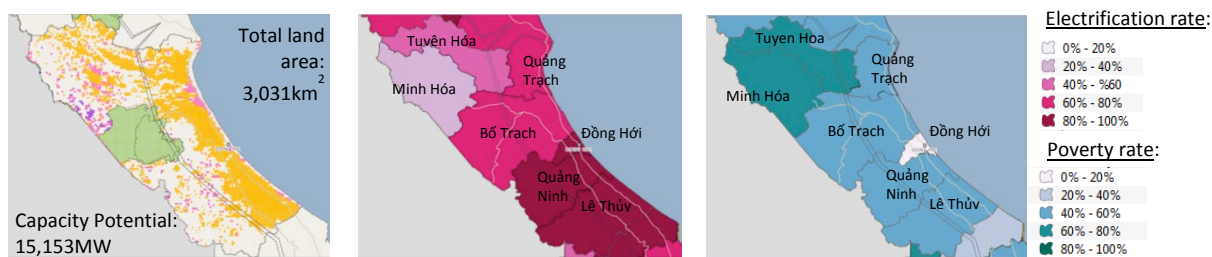 Total land
area:
2
3,031km
Capacity Potential:
15,153MW
Tuyên Hóa
Quảng
Trạch
Minh Hóa
Bố Trach
Đồng Hới
Quảng
Ninh
Lê Thủy
Tuyen Hoa
Quảng
Trạch
Minh Hóa
Bố Trach
Đồng Hới
Quảng
Ninh
Lê Thủy
Electrification rate:
0% - 20%
20% - 40%
40% - %60
60% - 80%
80% - 100%
Poverty rate:
0% - 20%
20% - 40%
40% - 60%
60% - 80%
80% - 100%